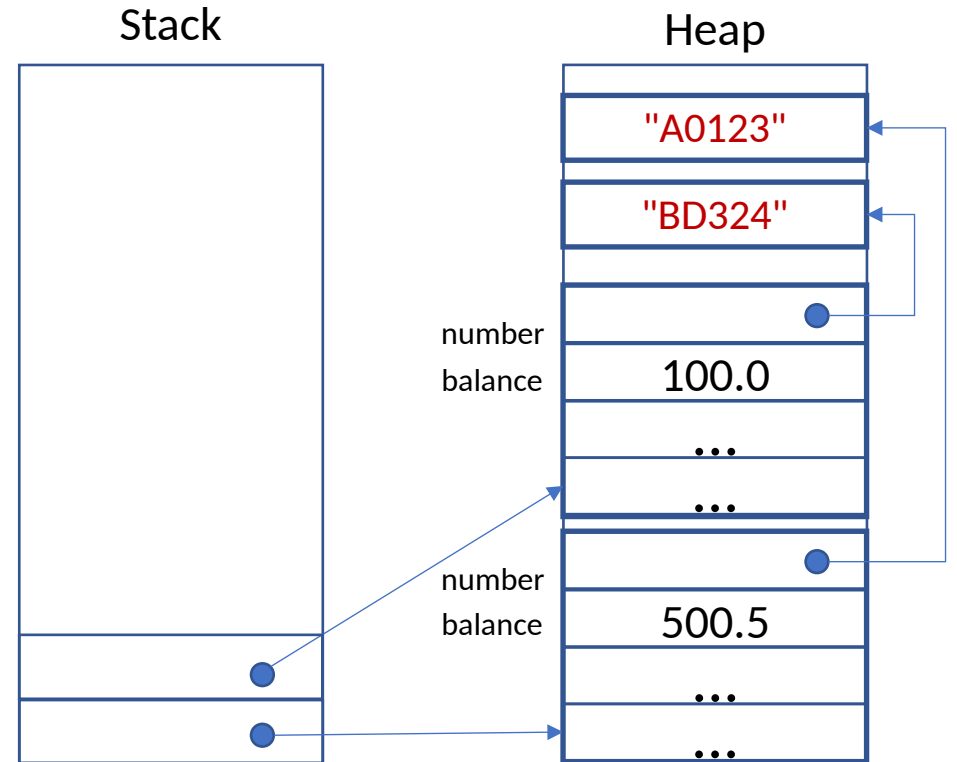 Stack
Heap
"A0123"
"BD324"
number
balance
100.0
...
...
number
balance
500.5
...
...